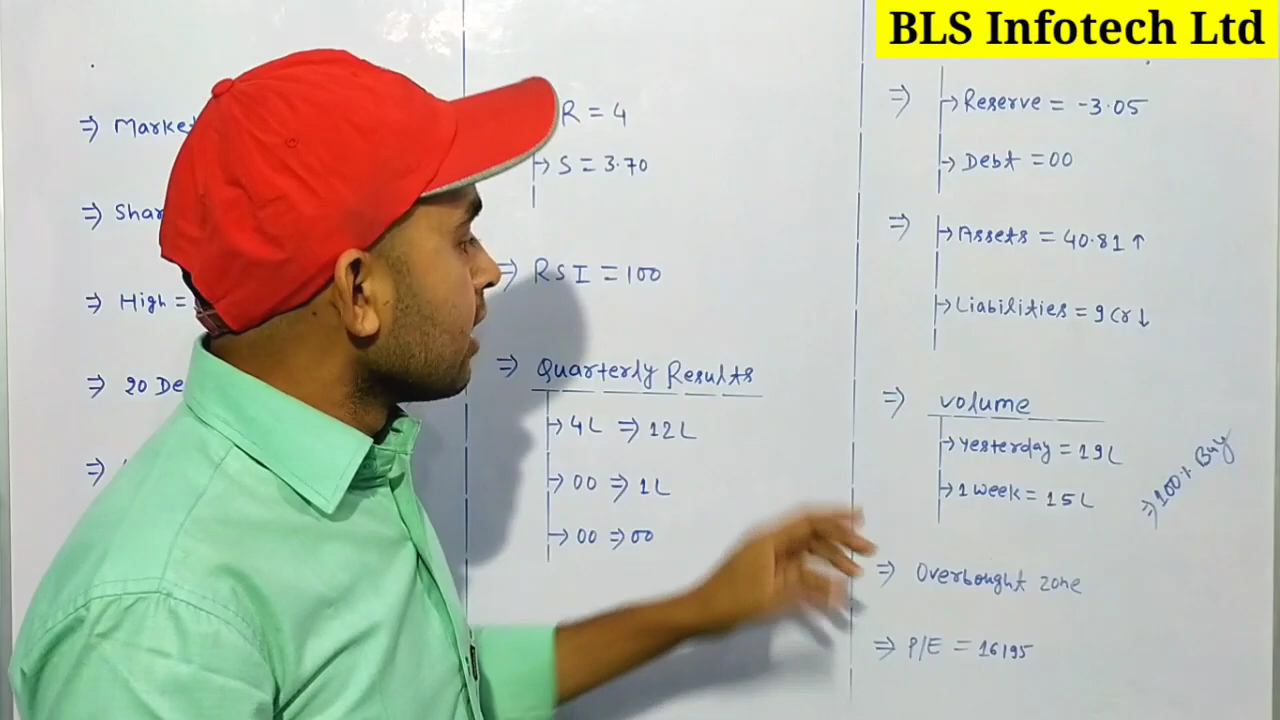 BLS Infotech Ltd
⇒ Market
⇒ Shar
⇒ High =
⇒ 20 De
⇒
R = 4
→ S = 3.70
⇒ RSI = 100
⇒ Quarterly Results
→ 4L ⇒ 12L
→ 00 ⇒ 1L
→ 00 ⇒ 00
⇒ → Reserve = -3.05
→ Debt = 00
⇒ → Assets = 40.81 ↑
→ Liabilities = 9 Cr ↓
⇒ volume
→ Yesterday = 19L
→ 1 week = 15L
⇒ 100% Buy
⇒ Overbought zone
⇒ P/E = 16195